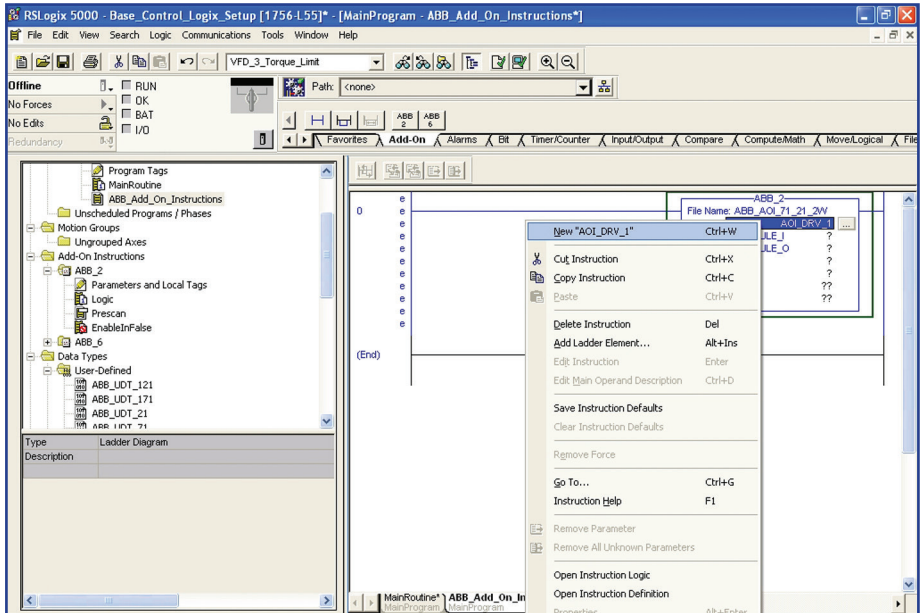 RSLogix 5000 - Base_Control_Logix_Setup [1756-L55]* - [MainProgram - ABB_Add_On_Instructions*]
File Edit View Search Logic Communications Tools Window Help
VFD_3_Torque_Limit
Offline
RUN
Path: <none>
No Forces
OK
No Edits
BAT
ABB 2
ABB 6
Redundancy
I/O
Favorites Add-On Alarms Bit Timer/Counter Input/Output Compare Compute/Math Move/Logical File
Program Tags
MainRoutine
ABB_Add_On_Instructions
Unscheduled Programs / Phases
Motion Groups
Ungrouped Axes
Add-On Instructions
ABB_2
Parameters and Local Tags
Logic
Prescan
EnableInFalse
ABB_6
Data Types
User-Defined
ABB_UDT_121
ABB_UDT_171
ABB_UDT_21
ABB_UDT_71
Type Ladder Diagram
Description
0
e
e
e
e
e
e
e
e
e
e
e
(End)
ABB_2
File Name: ABB_AOI_71_21_2W
AOI_DRV_1 ...
ULE_I ?
ULE_O ?
?
?
??
??
New "AOI_DRV_1" Ctrl+W
Cut Instruction Ctrl+X
Copy Instruction Ctrl+C
Paste Ctrl+V
Delete Instruction Del
Add Ladder Element... Alt+Ins
Edit Instruction Enter
Edit Main Operand Description Ctrl+D
Save Instruction Defaults
Clear Instruction Defaults
Remove Force
Go To... Ctrl+G
Instruction Help F1
Remove Parameter
Remove All Unknown Parameters
Open Instruction Logic
Open Instruction Definition
Properties Alt+Enter
MainRoutine* ABB_Add_On_In
MainProgram MainProgram